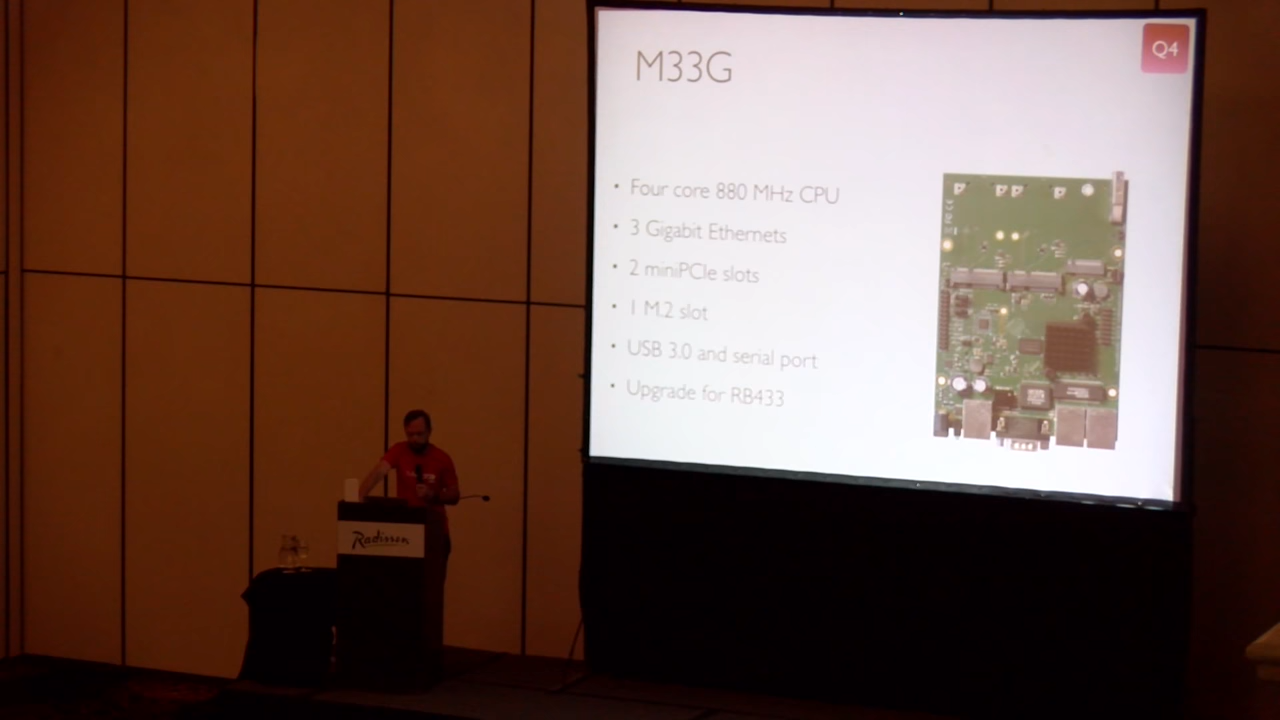 M33G
Q4
• Four core 880 MHz CPU
• 3 Gigabit Ethernets
• 2 miniPCIe slots
• 1 M.2 slot
• USB 3.0 and serial port
• Upgrade for RB433
Radisson